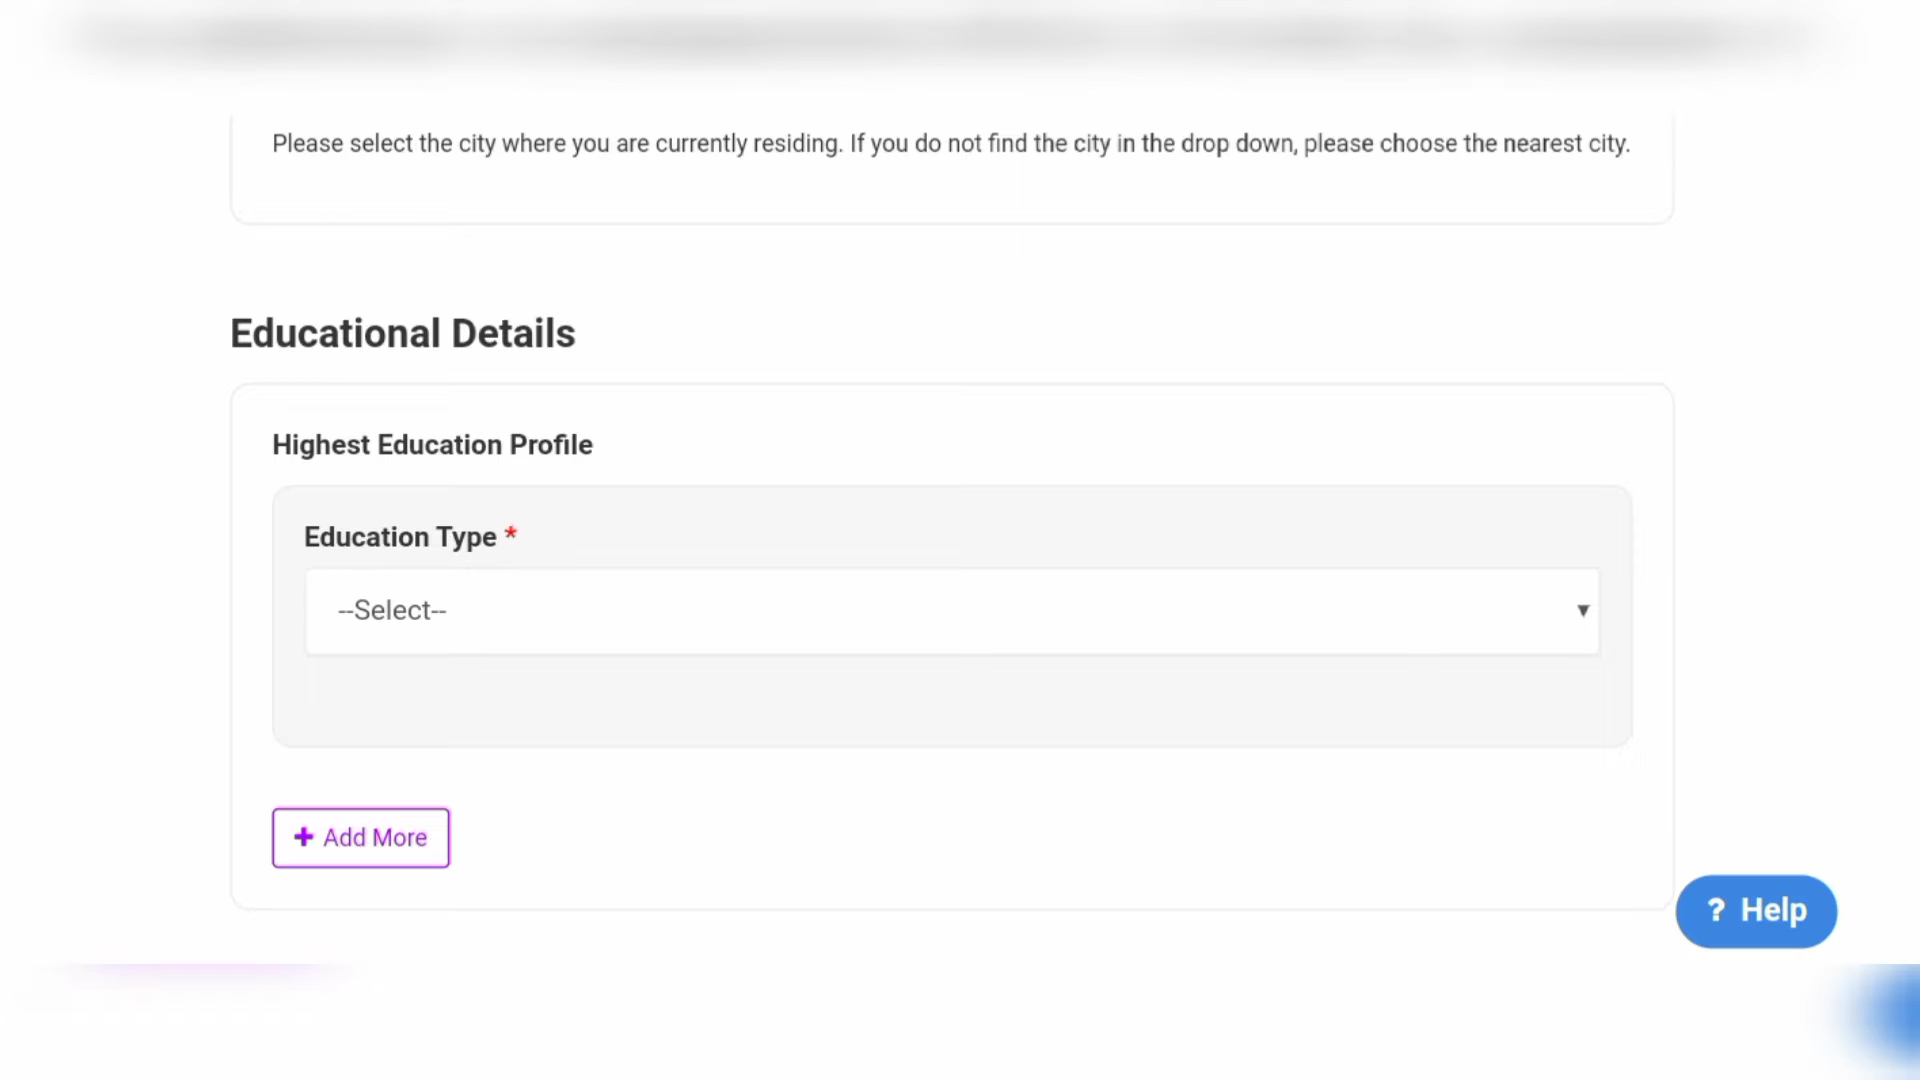 Please select the city where you are currently residing. If you do not find the city in the drop down, please choose the nearest city.
Educational Details
Highest Education Profile
Education Type *
--Select--
+ Add More
? Help